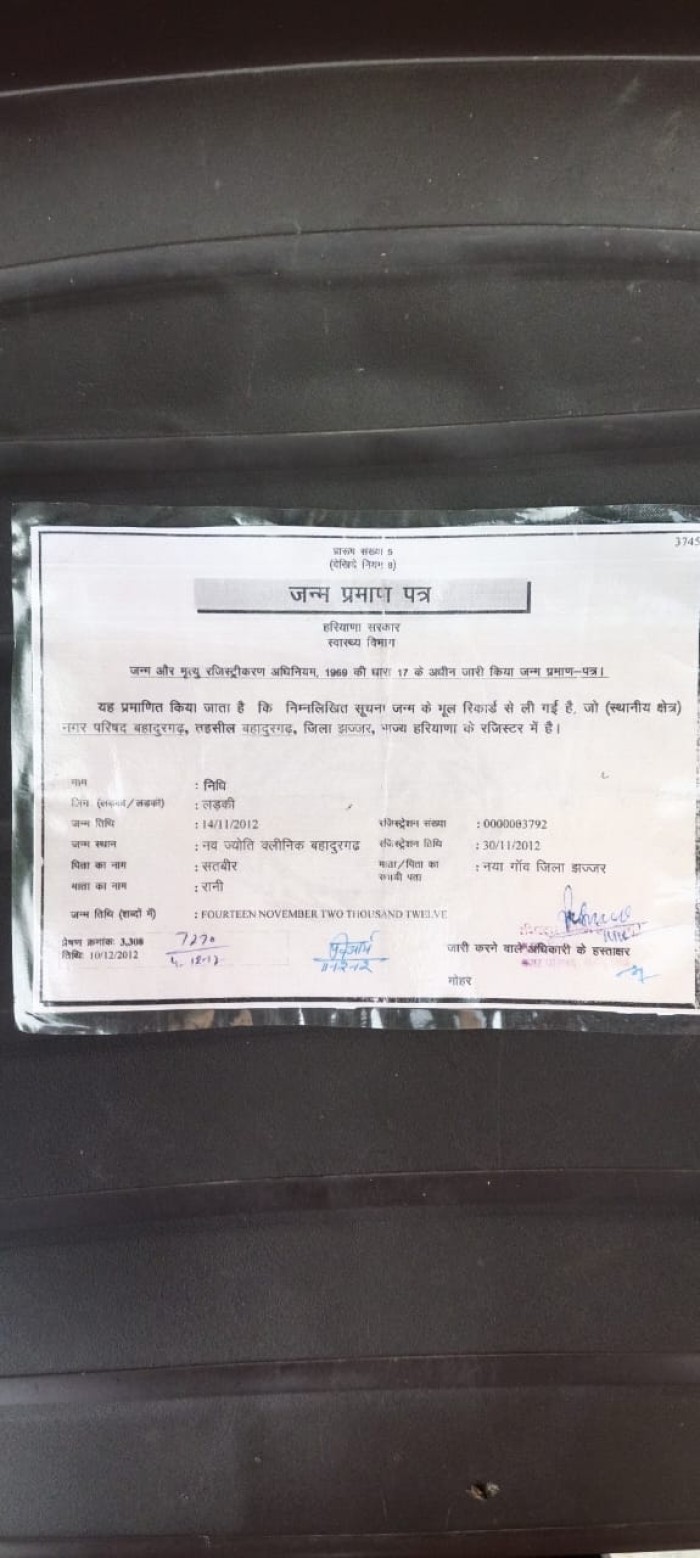 3745
प्रारूप संख्या 5
(देखिये नियम 8)
जन्म प्रमाण पत्र
हरियाणा सरकार
स्वास्थ्य विभाग
जन्म और मृत्यु रजिस्ट्रीकरण अधिनियम, 1969 की धारा 17 के अधीन जारी किया जन्म प्रमाण-पत्र।
यह प्रमाणित किया जाता है कि निम्नलिखित सूचना जन्म के मूल रिकार्ड से ली गई है, जो (स्थानीय क्षेत्र)
नगर परिषद बहादुरगढ़, तहसील बहादुरगढ़, जिला झज्जर, राज्य हरियाणा के रजिस्टर में है।
नाम : निधि
लिंग (लड़का/लड़की) : लड़की
जन्म तिथि : 14/11/2012 रजिस्ट्रेशन संख्या : 0000003792
जन्म स्थान : नव ज्योति क्लीनिक बहादुरगढ़ रजिस्ट्रेशन तिथि : 30/11/2012
पिता का नाम : सतबीर माता/पिता का : नया गाँव जिला झज्जर
स्थायी पता
माता का नाम : रानी
जन्म तिथि (शब्दों में) : FOURTEEN NOVEMBER TWO THOUSAND TWELVE
प्रेषण क्रमांक: 3,308 7270
तिथि: 10/12/2012
जारी करने वाले अधिकारी के हस्ताक्षर
मोहर